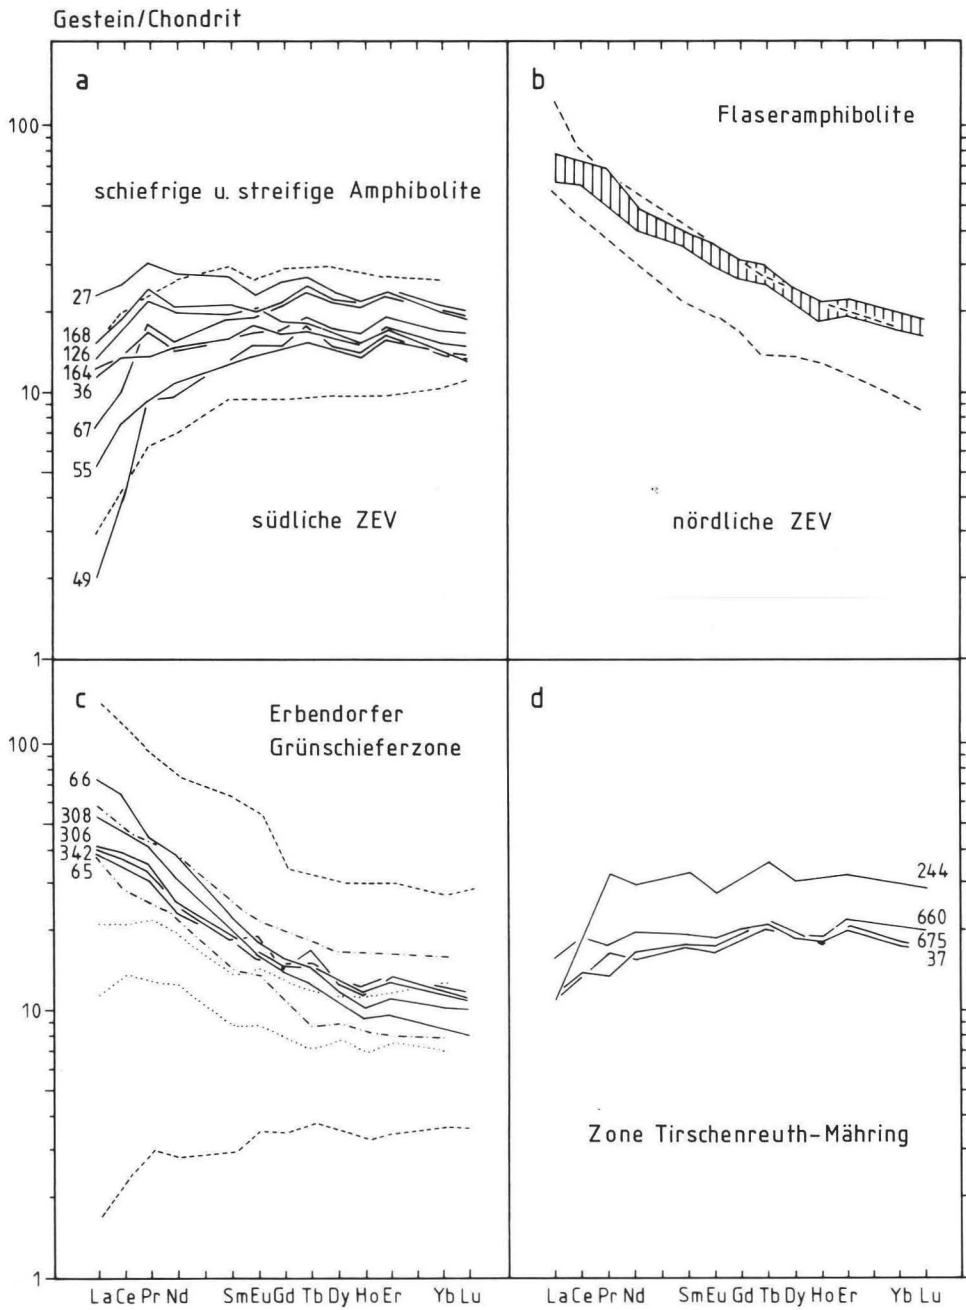 Gestein/Chondrit
a
100
schiefrige u. streifige Amphibolite
27
168
126
164
10
36
67
55
südliche ZEV
49
1
b
Flaseramphibolite
nördliche ZEV
c
Erbendorfer
Grünschieferzone
100
66
308
306
342
65
10
1
d
244
660
675
37
Zone Tirschenreuth-Mähring
La Ce Pr Nd Sm Eu Gd Tb Dy Ho Er Yb Lu
La Ce Pr Nd Sm Eu Gd Tb Dy Ho Er Yb Lu